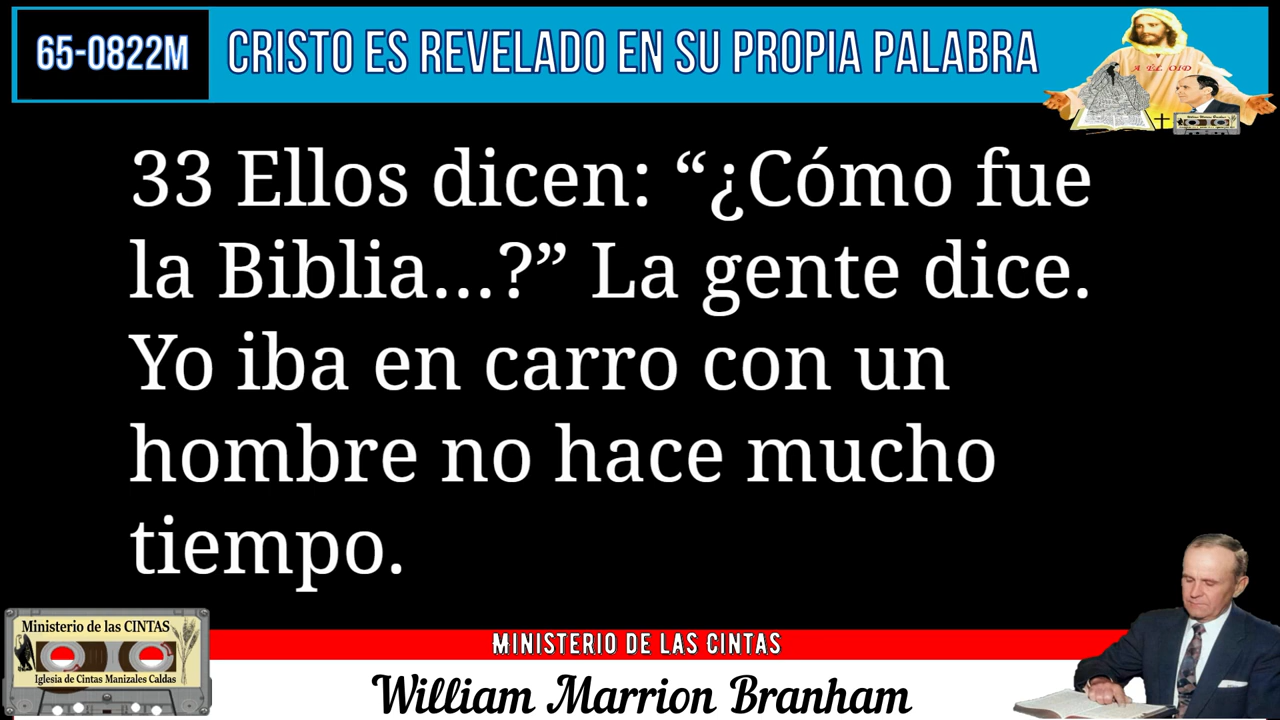 65-0822M
CRISTO ES REVELADO EN SU PROPIA PALABRA
A ÉL OID
33 Ellos dicen: “¿Cómo fue
la Biblia...?” La gente dice.
Yo iba en carro con un
hombre no hace mucho
tiempo.
Ministerio de las CINTAS
Iglesia de Cintas Manizales Caldas
MINISTERIO DE LAS CINTAS
William Marrion Branham